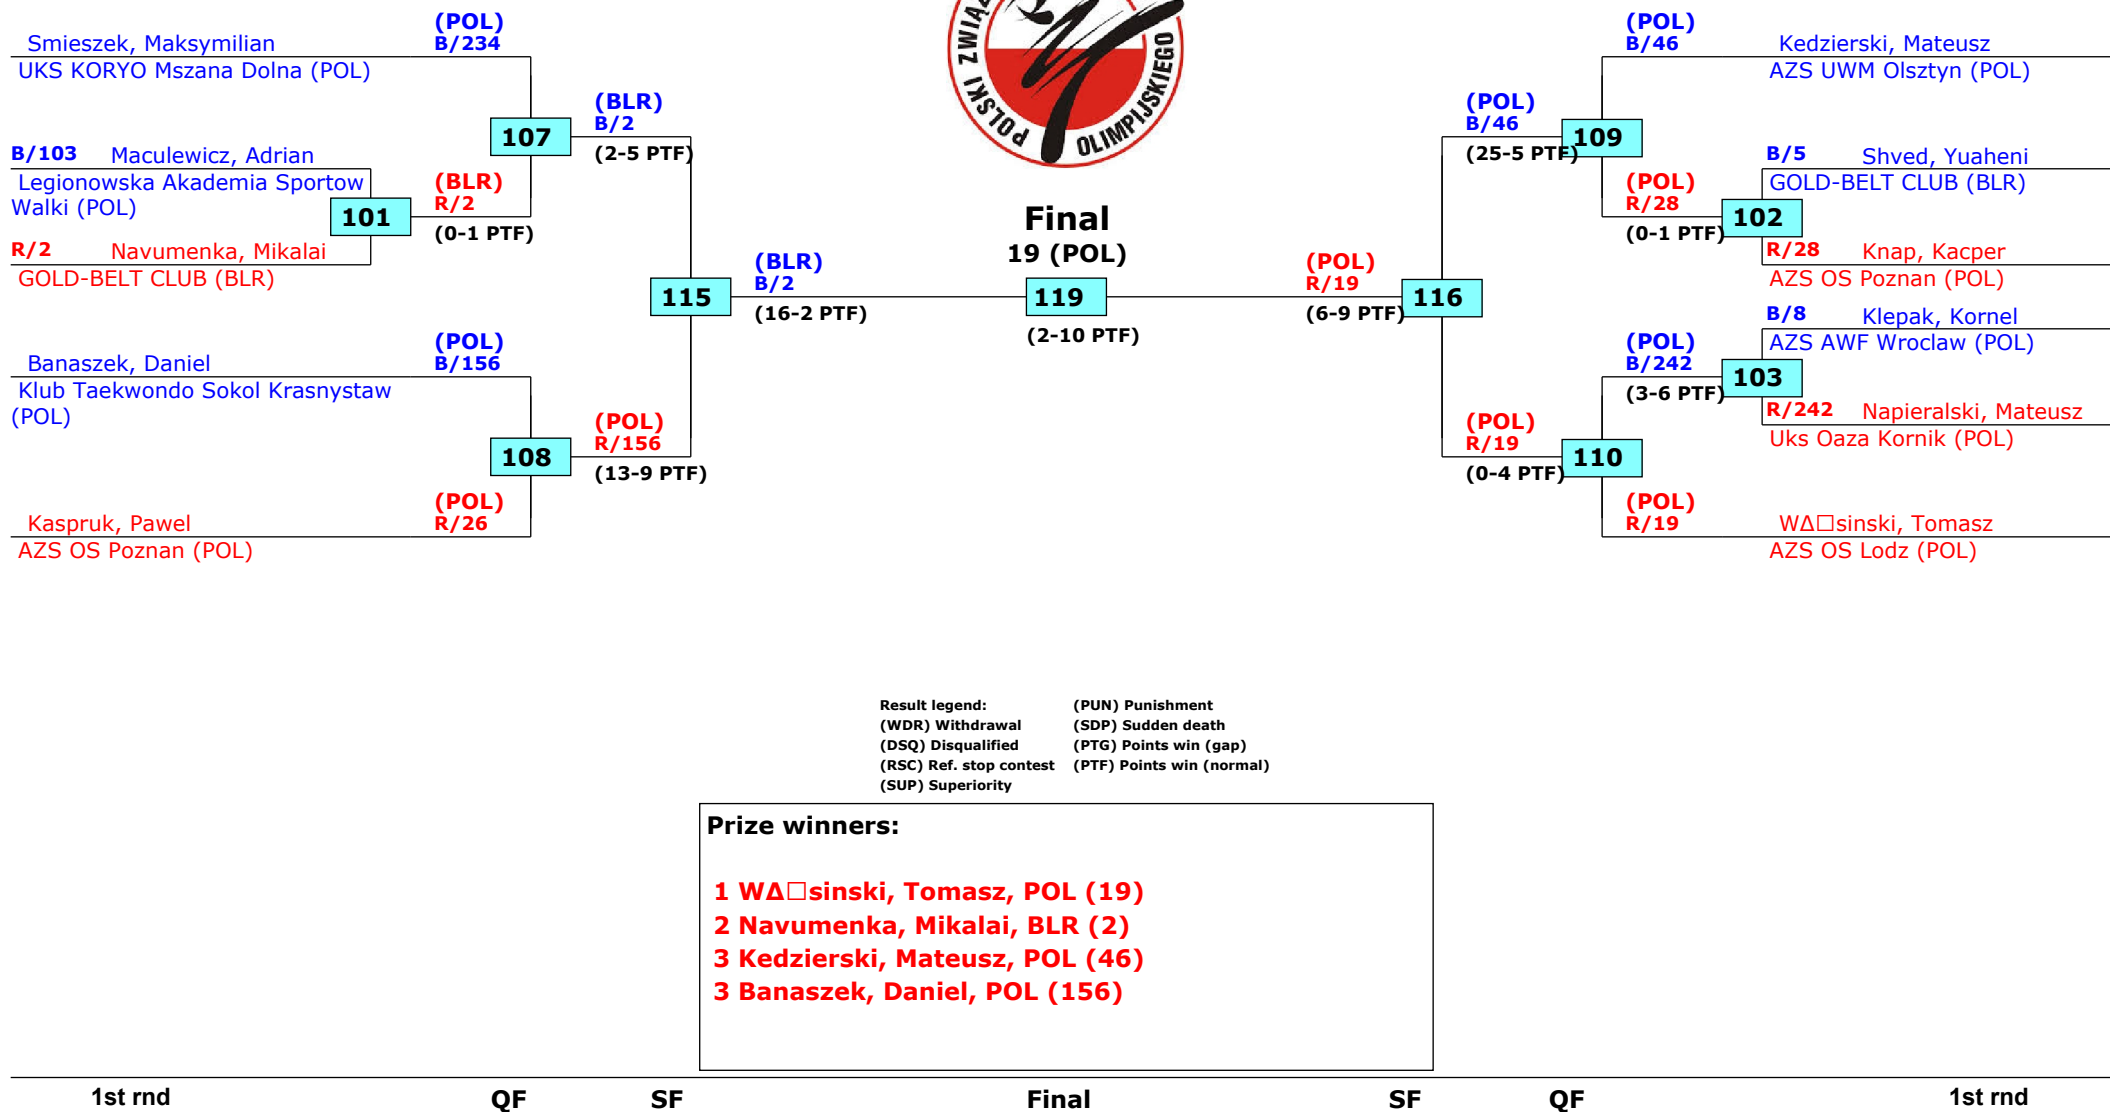 (POL)
B/234
Smieszek, Maksymilian
UKS KORYO Mszana Dolna (POL)
B/103 Maculewicz, Adrian
Legionowska Akademia Sportow
Walki (POL)
101
R/2 Navumenka, Mikalai
GOLD-BELT CLUB (BLR)
(BLR)
R/2
(0-1 PTF)
107
(BLR)
B/2
(2-5 PTF)
(POL)
B/156
Banaszek, Daniel
Klub Taekwondo Sokol Krasnystaw
(POL)
108
(POL)
R/156
(13-9 PTF)
(POL)
R/26
Kaspruk, Pawel
AZS OS Poznan (POL)
115
(BLR)
B/2
(16-2 PTF)
POLSKI ZWIĄZ
OLIMPIJSKIEGO
Final
19 (POL)
119
(2-10 PTF)
(POL)
R/19
(6-9 PTF)
116
(POL)
B/46
(25-5 PTF)
109
(POL)
B/46
Kedzierski, Mateusz
AZS UWM Olsztyn (POL)
B/5 Shved, Yuaheni
GOLD-BELT CLUB (BLR)
(POL)
R/28
(0-1 PTF)
102
R/28 Knap, Kacper
AZS OS Poznan (POL)
B/8 Klepak, Kornel
AZS AWF Wroclaw (POL)
(POL)
B/242
(3-6 PTF)
103
R/242 Napieralski, Mateusz
Uks Oaza Kornik (POL)
(POL)
R/19
(0-4 PTF)
110
(POL)
R/19
WΔ□sinski, Tomasz
AZS OS Lodz (POL)
Result legend:
(WDR) Withdrawal
(DSQ) Disqualified
(RSC) Ref. stop contest
(SUP) Superiority
(PUN) Punishment
(SDP) Sudden death
(PTG) Points win (gap)
(PTF) Points win (normal)
Prize winners:
1 WΔ□sinski, Tomasz, POL (19)
2 Navumenka, Mikalai, BLR (2)
3 Kedzierski, Mateusz, POL (46)
3 Banaszek, Daniel, POL (156)
1st rnd QF SF Final SF QF 1st rnd